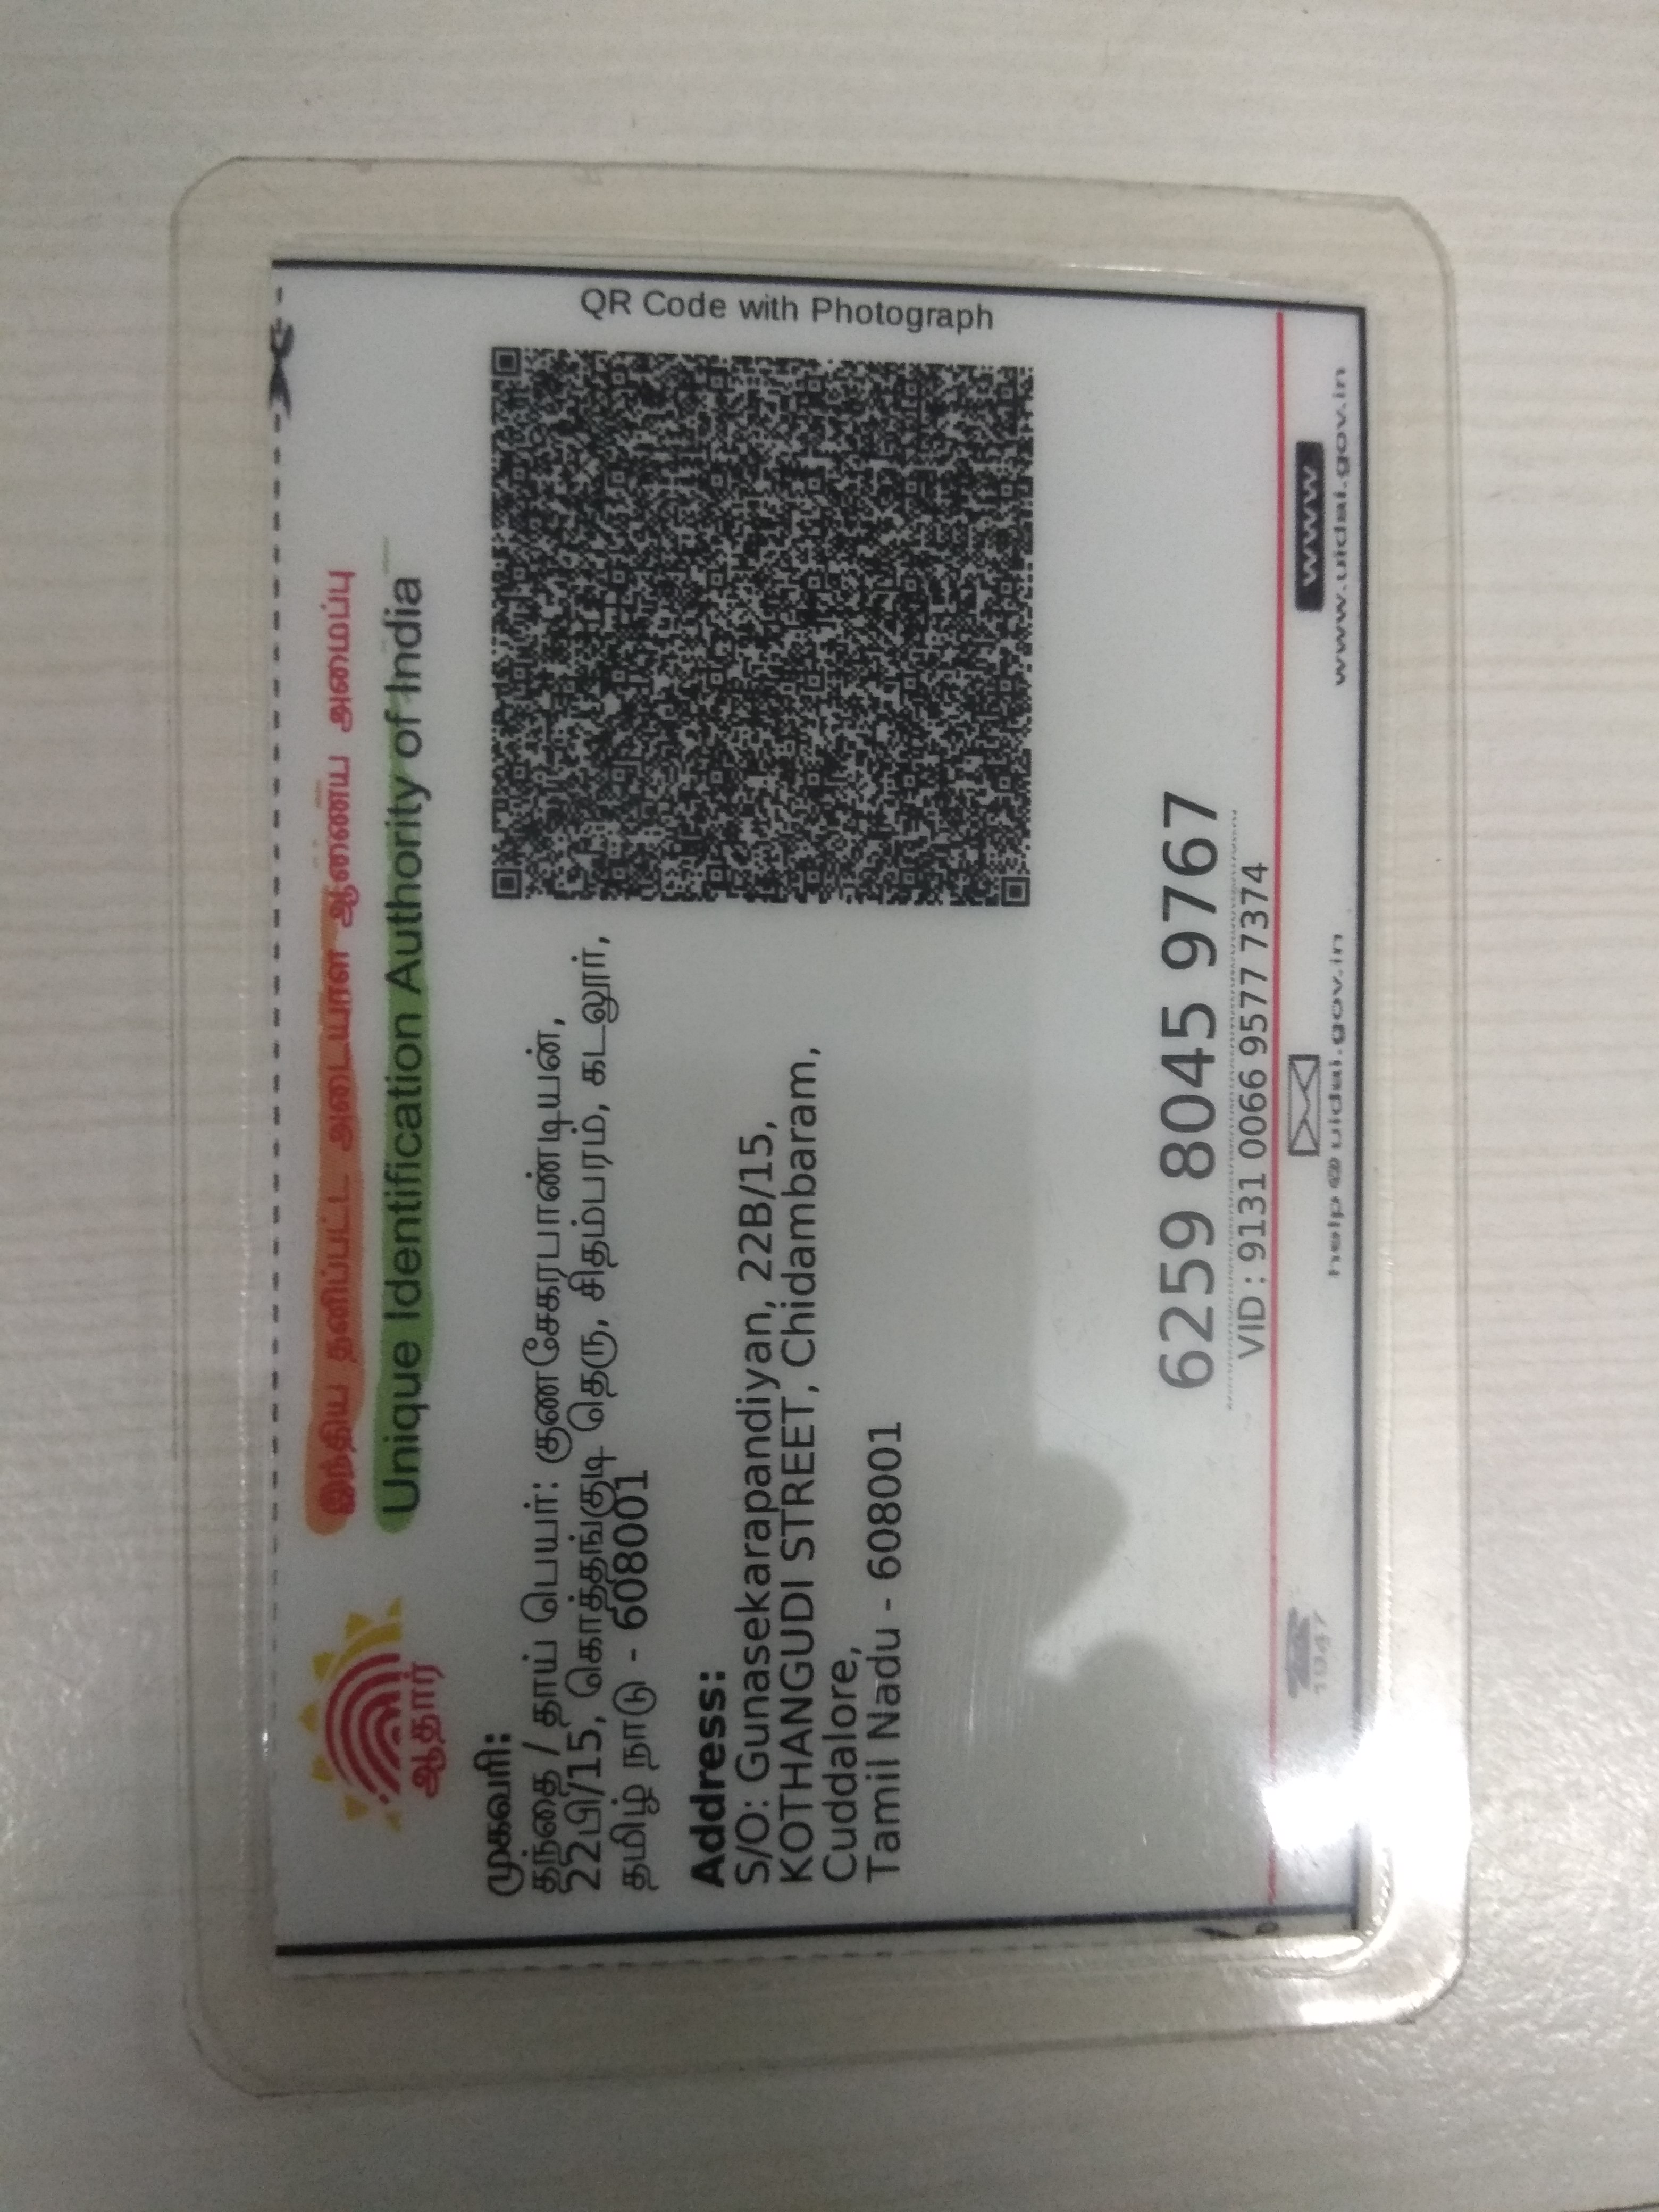 இந்திய தனிப்பட்ட அடையாள ஆணைய அமைப்பு
Unique Identification Authority of India
ஆதார்
முகவரி:
தந்தை / தாய் பெயர்: குணசேகரபாண்டியன்,
22பி/15, கொத்தங்குடி தெரு, சிதம்பரம், கடலூர்,
தமிழ் நாடு - 608001
Address:
S/O: Gunasekarapandiyan, 22B/15,
KOTHANGUDI STREET, Chidambaram,
Cuddalore,
Tamil Nadu - 608001
QR Code with Photograph
6259 8045 9767
VID : 9131 0066 9577 7374
1947
help@uidai.gov.in
www
www.uidai.gov.in